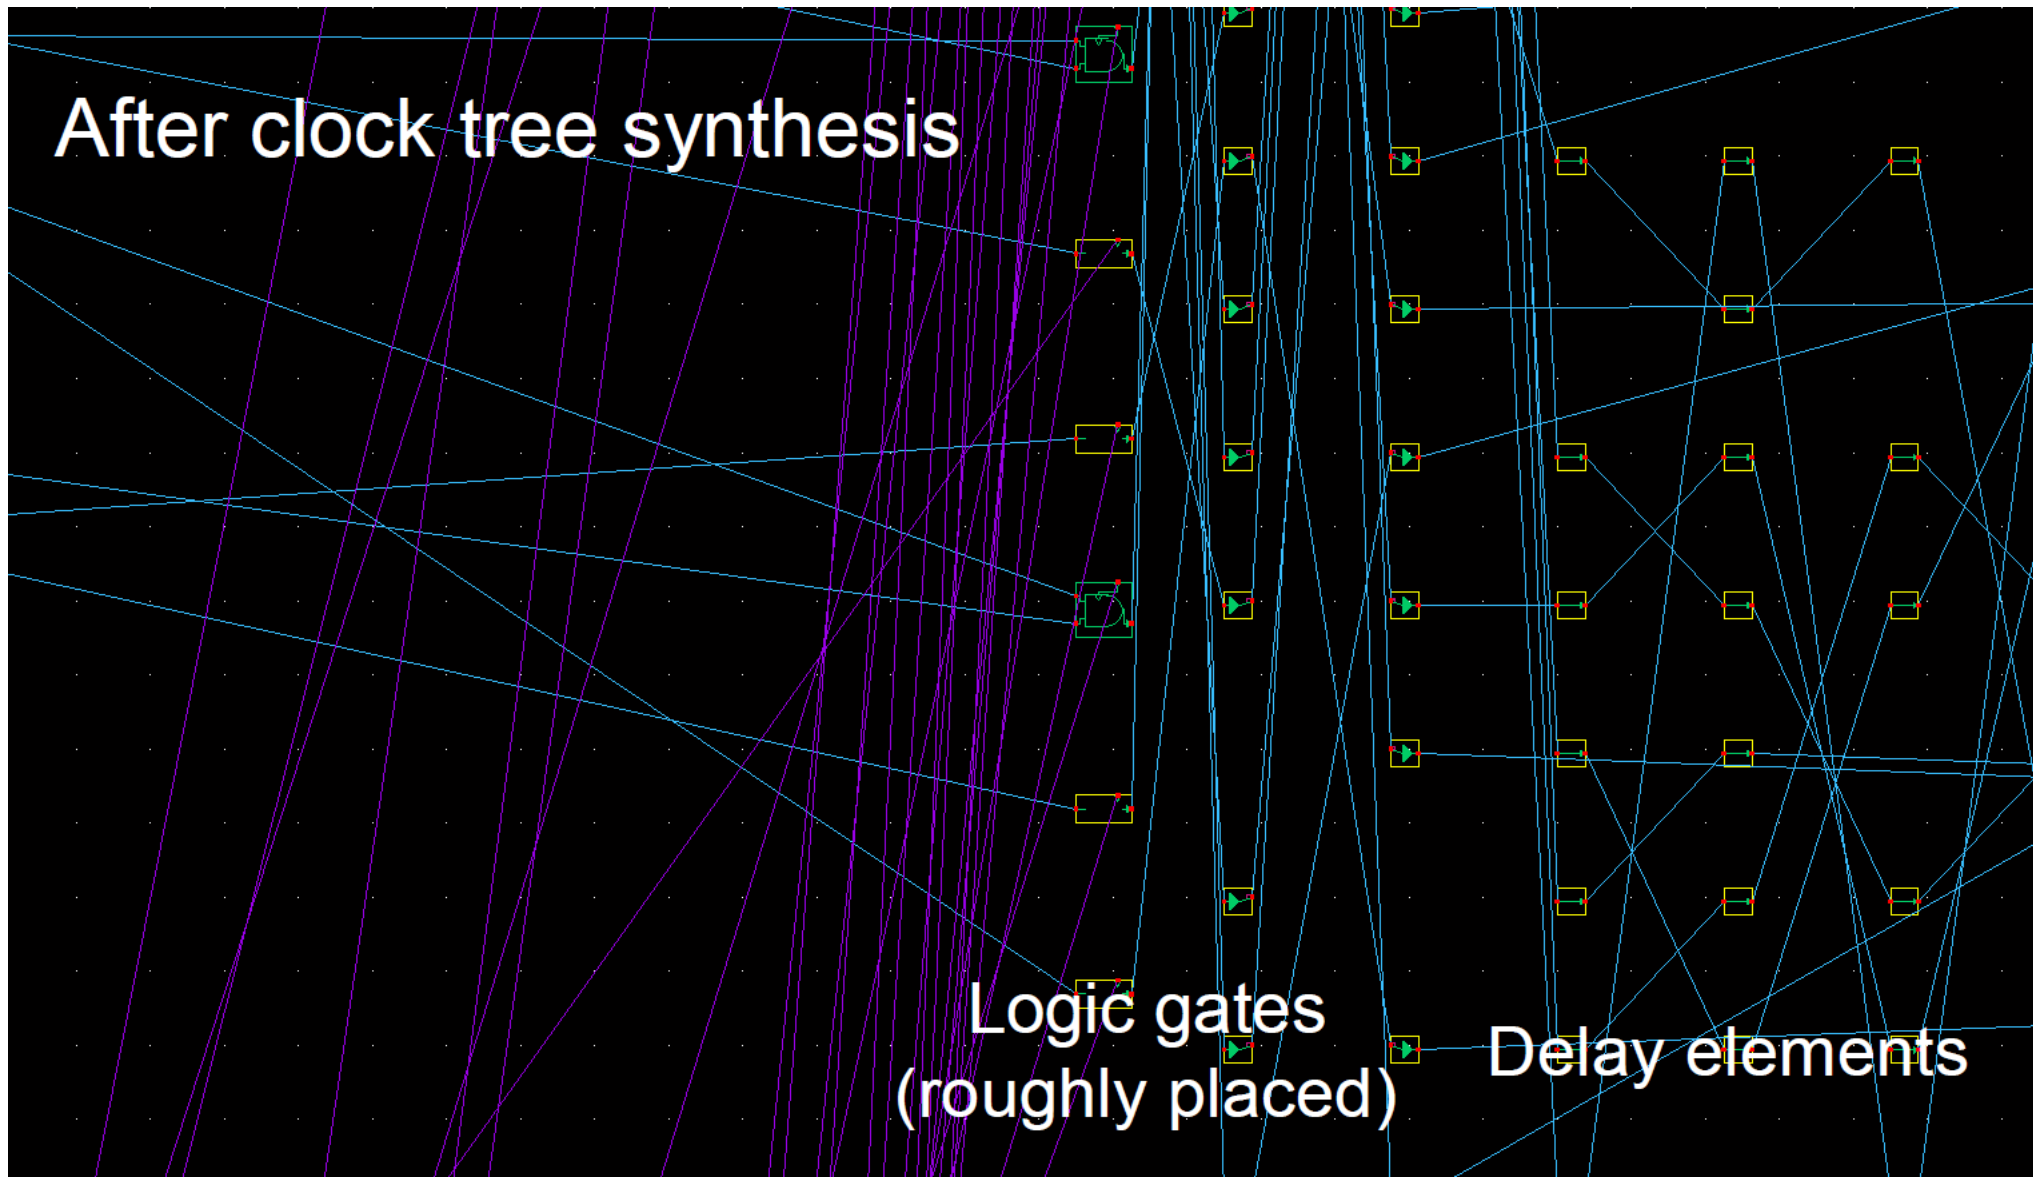 After clock tree synthesis
Logic gates
(roughly placed)
Delay elements